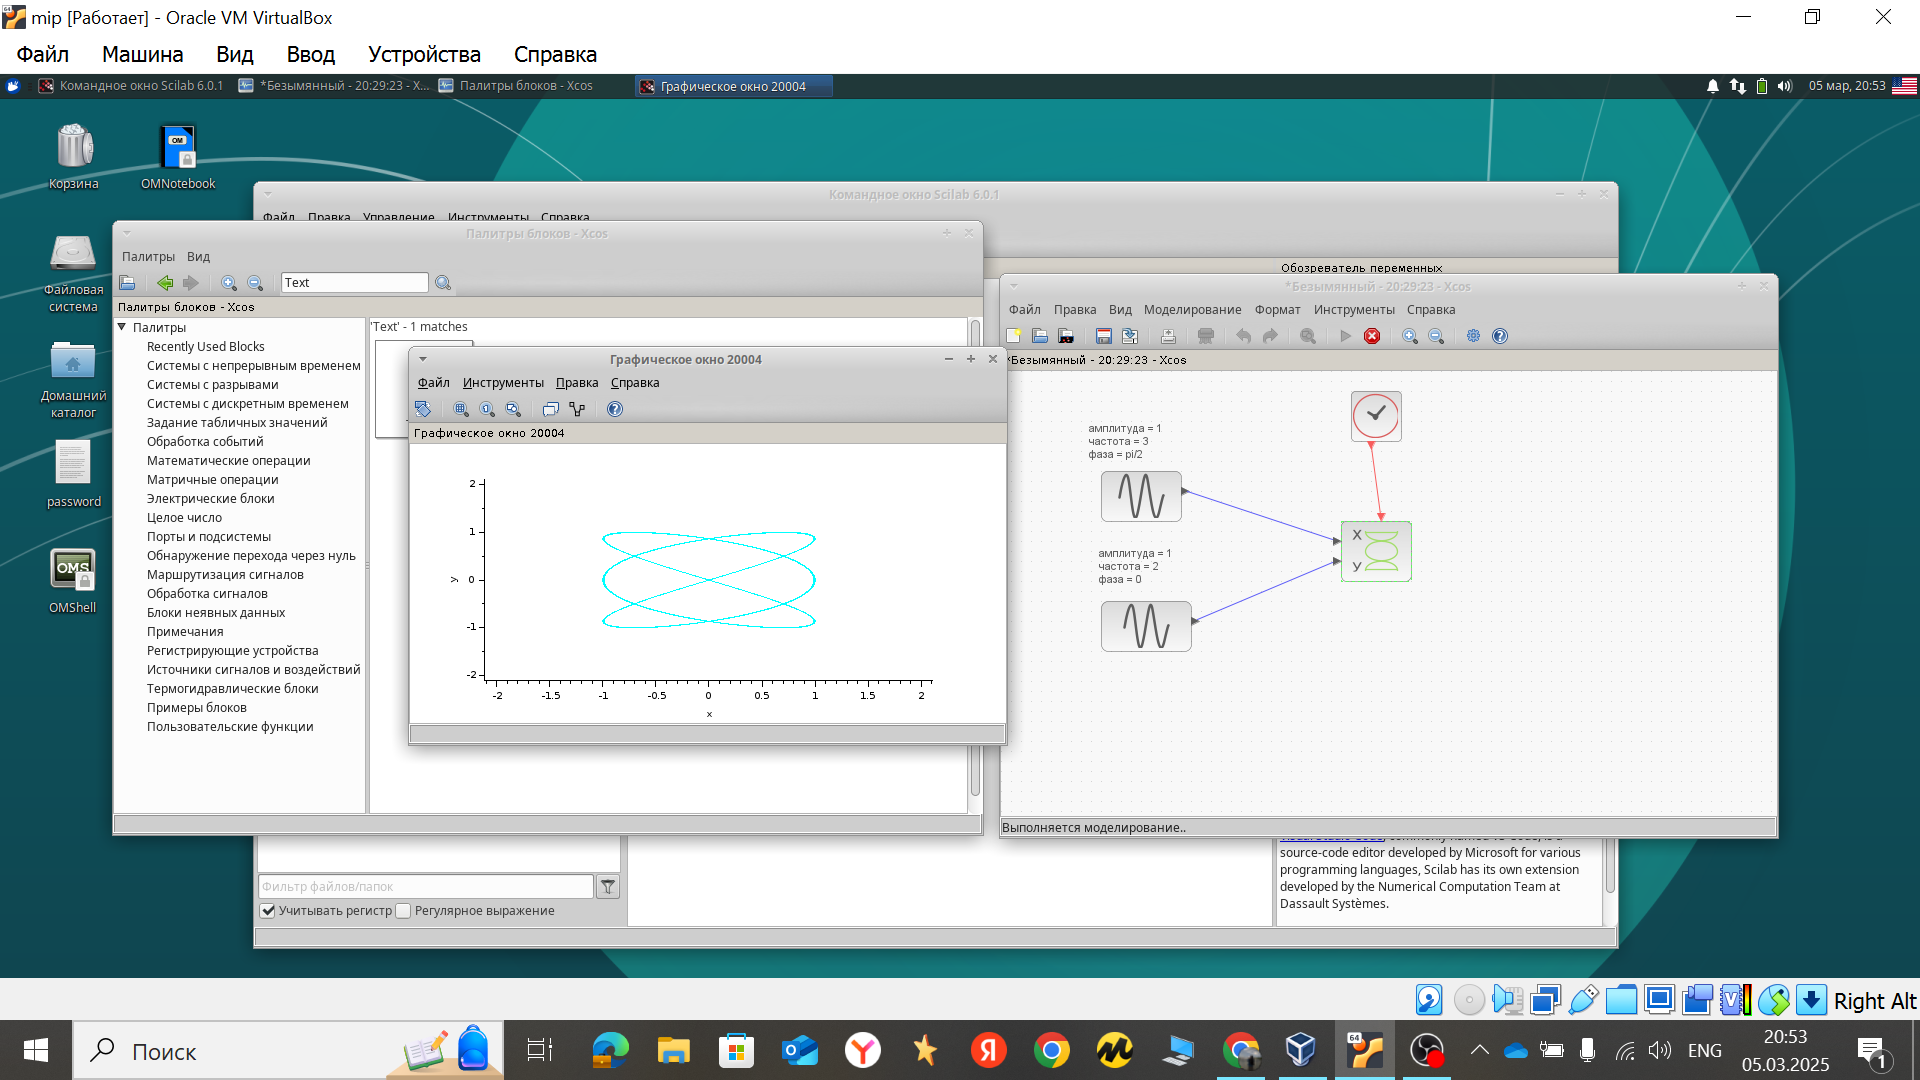 mip [Работает] - Oracle VM VirtualBox
Файл Машина Вид Ввод Устройства Справка
Командное окно Scilab 6.0.1 *Безымянный - 20:29:23 - X... Палитры блоков - Xcos Графическое окно 20004 05 мар, 20:53
Корзина
OMNotebook
Файловая система
Домашний каталог
password
OMS
OMShell
Командное окно Scilab 6.0.1
Файл Правка Управление Инструменты Справка
Обозреватель переменных
Палитры блоков - Xcos
Палитры Вид
Text
Палитры блоков - Xcos
Палитры
Recently Used Blocks
Системы с непрерывным временем
Системы с разрывами
Системы с дискретным временем
Задание табличных значений
Обработка событий
Математические операции
Матричные операции
Электрические блоки
Целое число
Порты и подсистемы
Обнаружение перехода через нуль
Маршрутизация сигналов
Обработка сигналов
Блоки неявных данных
Примечания
Регистрирующие устройства
Источники сигналов и воздействий
Термогидравлические блоки
Примеры блоков
Пользовательские функции
'Text' - 1 matches
Графическое окно 20004
Файл Инструменты Правка Справка
Графическое окно 20004
2
1
0
-1
-2
y
-2 -1.5 -1 -0.5 0 0.5 1 1.5 2
x
*Безымянный - 20:29:23 - Xcos
Файл Правка Вид Моделирование Формат Инструменты Справка
*Безымянный - 20:29:23 - Xcos
амплитуда = 1
частота = 3
фаза = pi/2
амплитуда = 1
частота = 2
фаза = 0
X
Y
Выполняется моделирование..
source-code editor developed by Microsoft for various
programming languages, Scilab has its own extension
developed by the Numerical Computation Team at
Dassault Systèmes.
Фильтр файлов/папок
Учитывать регистр Регулярное выражение
Right Alt
Поиск
ENG
20:53
05.03.2025
1